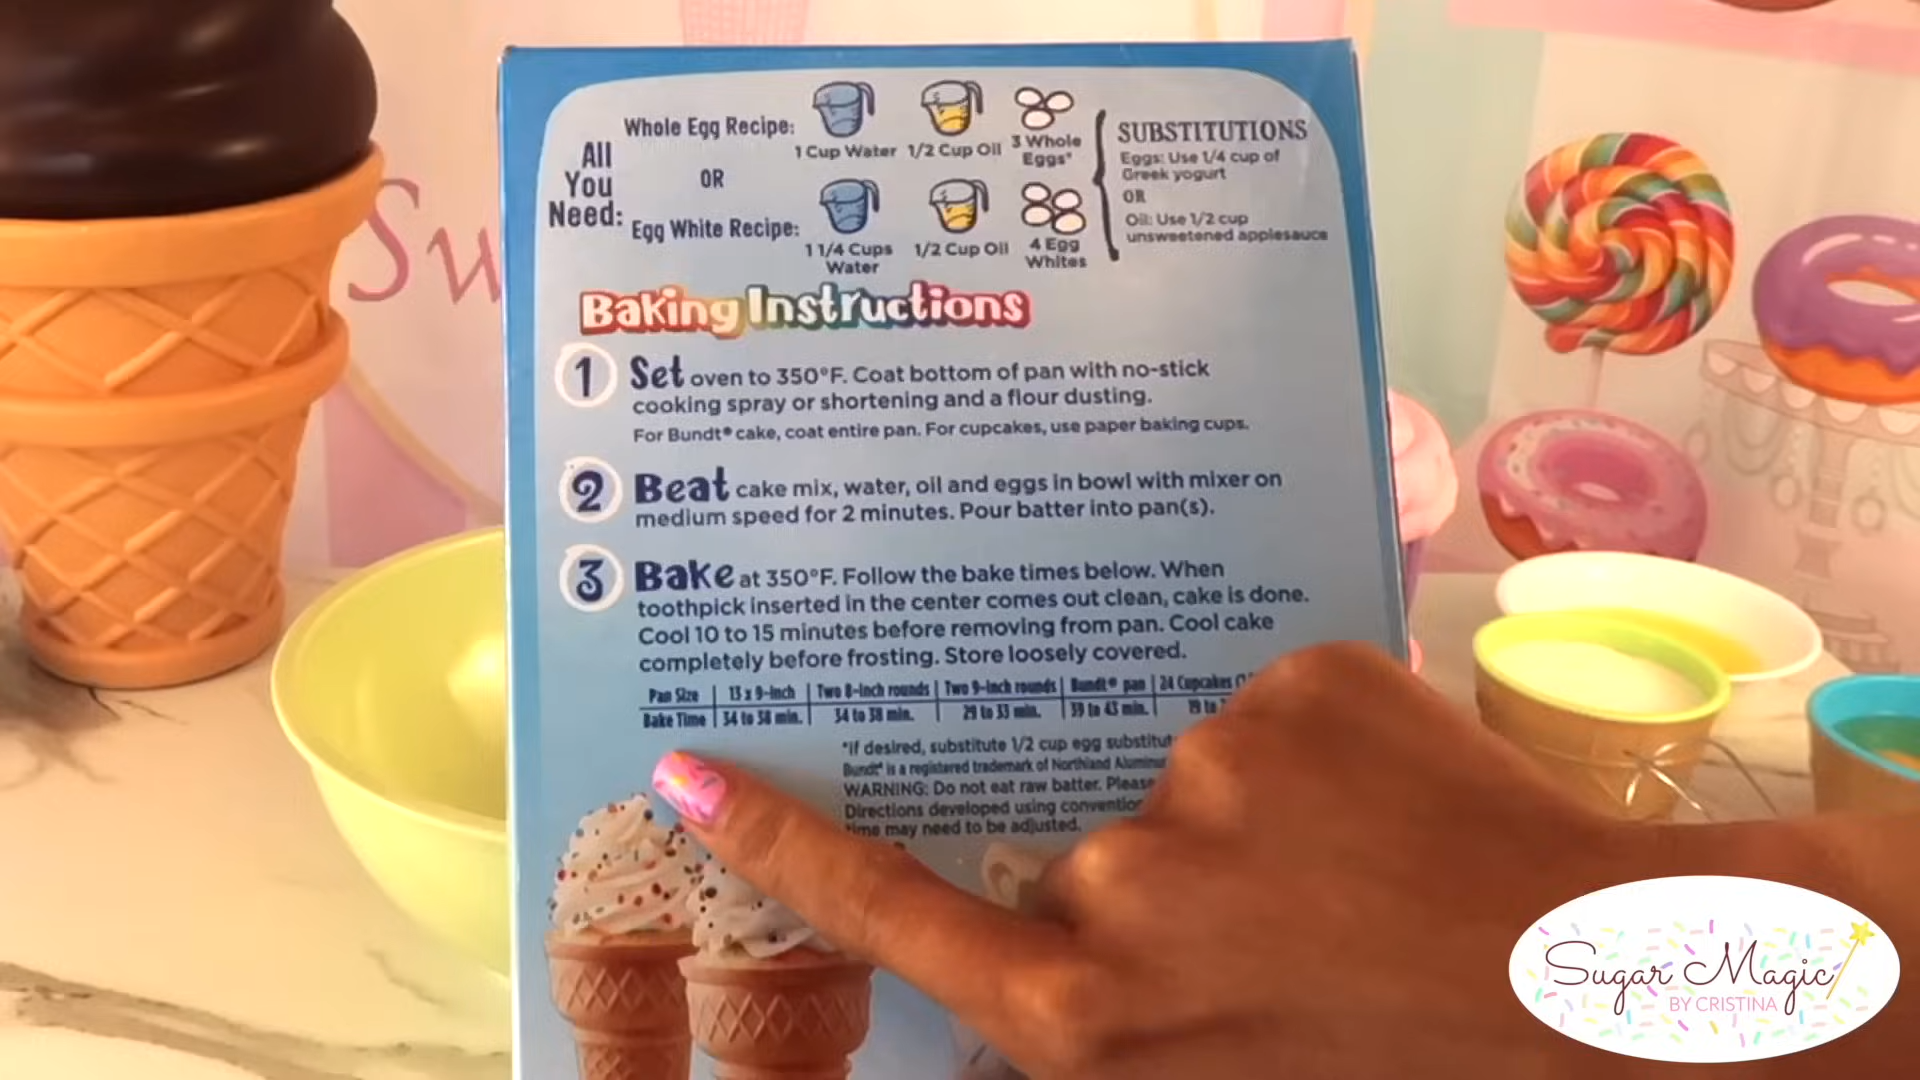 Su
All
You
Need:
Whole Egg Recipe:
1 Cup Water
1/2 Cup Oil
3 Whole
Eggs*
OR
Egg White Recipe:
1 1/4 Cups
Water
1/2 Cup Oil
4 Egg
Whites
SUBSTITUTIONS
Eggs: Use 1/4 cup of
Greek yogurt
OR
Oil: Use 1/2 cup
unsweetened applesauce
Baking Instructions
1 Set oven to 350°F. Coat bottom of pan with no-stick
cooking spray or shortening and a flour dusting.
For Bundt® cake, coat entire pan. For cupcakes, use paper baking cups.
2 Beat cake mix, water, oil and eggs in bowl with mixer on
medium speed for 2 minutes. Pour batter into pan(s).
3 Bake at 350°F. Follow the bake times below. When
toothpick inserted in the center comes out clean, cake is done.
Cool 10 to 15 minutes before removing from pan. Cool cake
completely before frosting. Store loosely covered.
Pan Size 13 x 9-inch Two 8-inch rounds Two 9-inch rounds Bundt® pan 24 Cupcakes
Bake Time 34 to 38 min. 34 to 38 min. 29 to 33 min. 39 to 43 min. 19 to
*If desired, substitute 1/2 cup egg
Bundt® is a registered trademark of Northland
WARNING: Do not eat raw batter. Please
Directions developed using
time may need to be adjusted.
Sugar Magic
BY CRISTINA